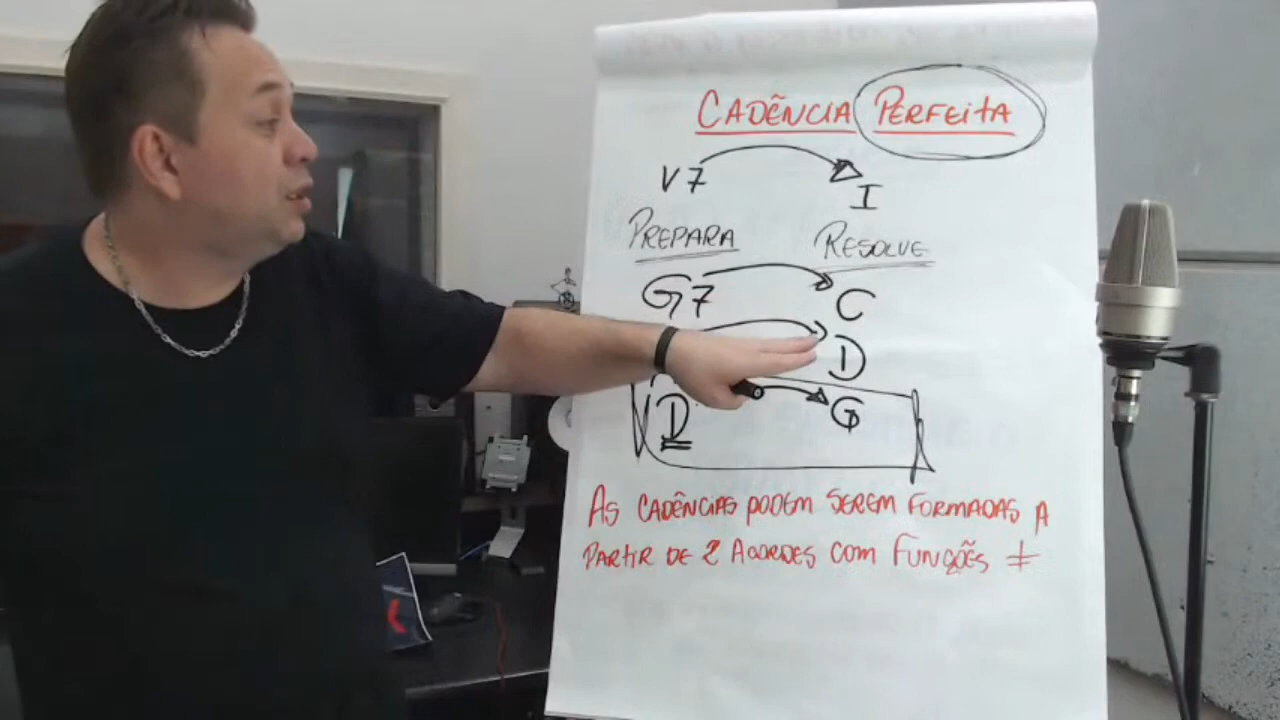 CADÊNCIA PERFEITA
V7 I
PREPARA RESOLVE
G7 C
D
D G
AS CADÊNCIAS PODEM SEREM FORMADAS A
PARTIR DE 2 ACORDES COM FUNÇÕES ≠